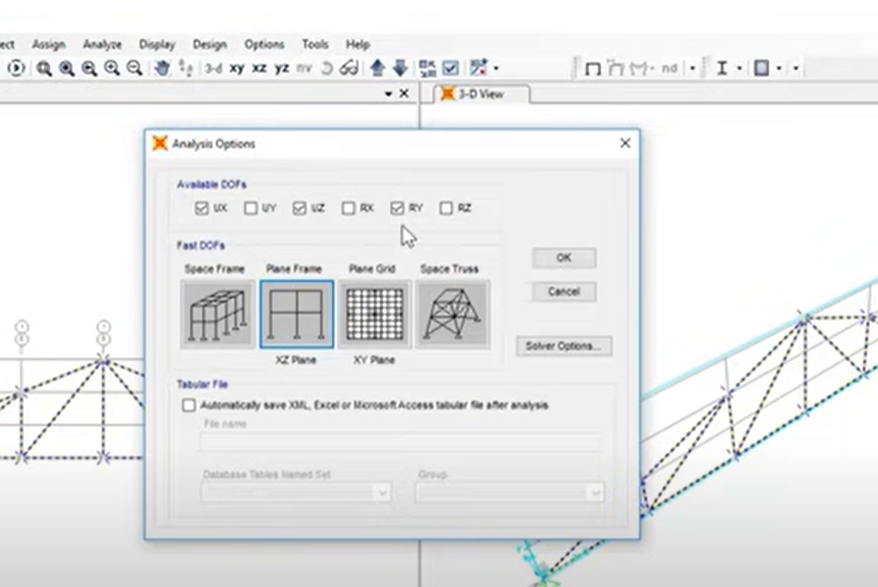 ect Assign Analyze Display Design Options Tools Help
3-d xy xz yz nv nd
3-D View
Analysis Options
Available DOFs
UX UY UZ RX RY RZ
Fast DOFs
Space Frame Plane Frame Plane Grid Space Truss
OK
Cancel
Solver Options...
XZ Plane XY Plane
Tabular File
Automatically save XML, Excel or Microsoft Access tabular file after analysis
File name
Database Tables Named Set Group